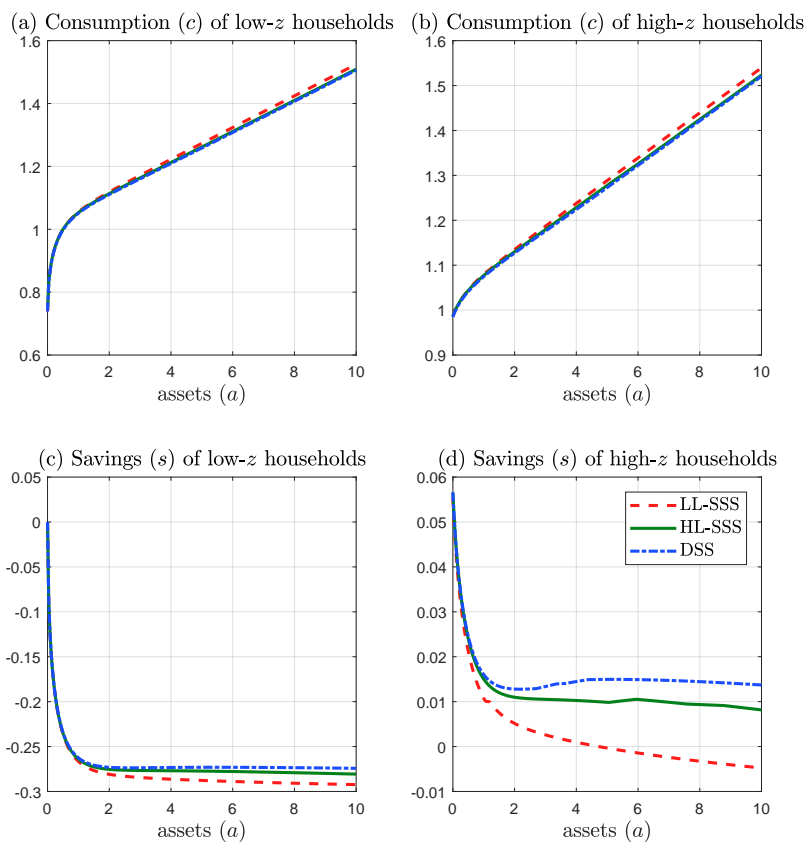 (a) Consumption (c) of low-z households
1.6
1.4
1.2
1
0.8
0.6
0 2 4 6 8 10
assets (a)
(b) Consumption (c) of high-z households
1.6
1.5
1.4
1.3
1.2
1.1
1
0.9
0 2 4 6 8 10
assets (a)
(c) Savings (s) of low-z households
0.05
0
-0.05
-0.1
-0.15
-0.2
-0.25
-0.3
0 2 4 6 8 10
assets (a)
(d) Savings (s) of high-z households
0.06
0.05
0.04
0.03
0.02
0.01
0
-0.01
0 2 4 6 8 10
assets (a)
LL-SSS
HL-SSS
DSS